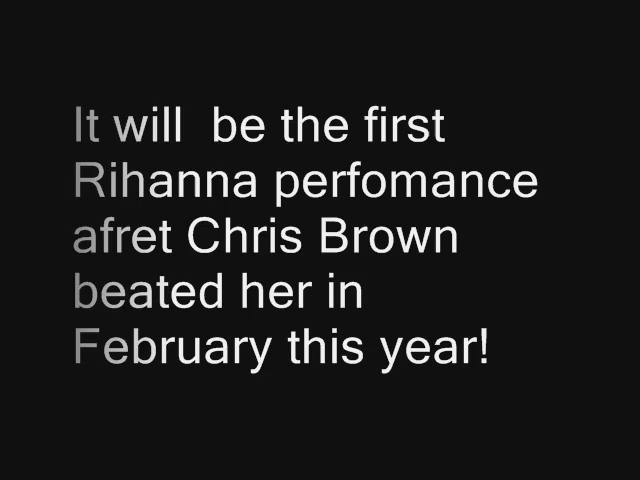 It will  be the first
Rihanna perfomance
afret Chris Brown
beated her in
February this year!